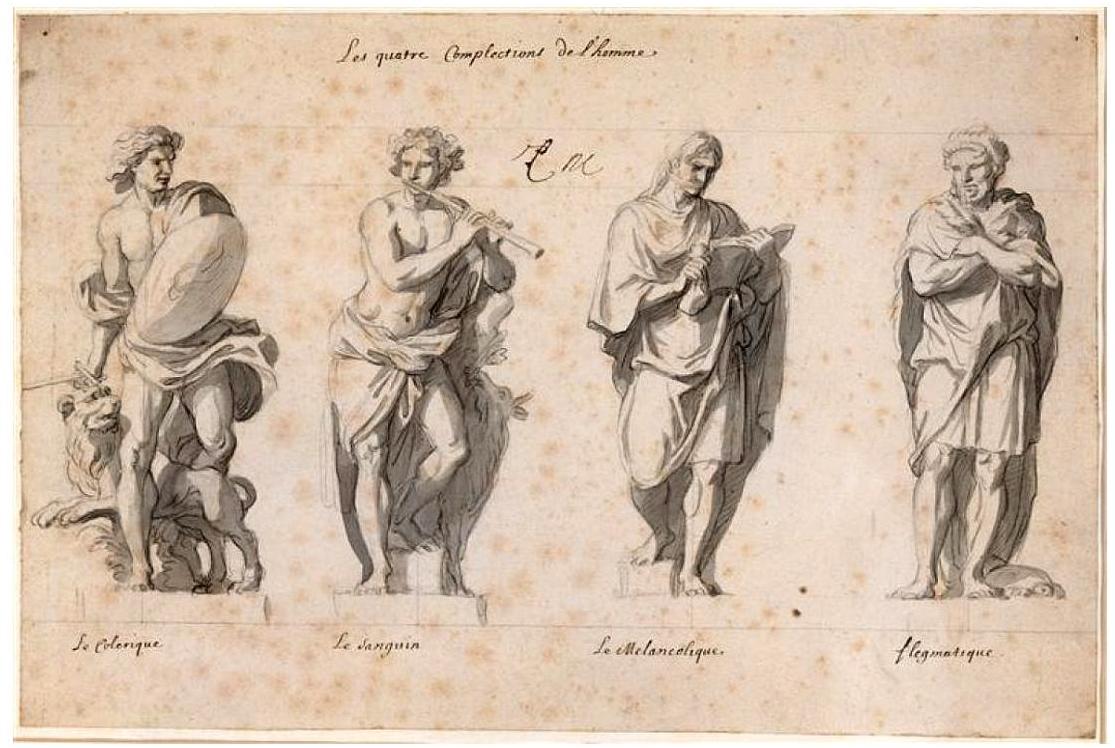 Les quatre Complections de l'homme.
Le Colerique
Le Sanguin
Le Melancolique.
flegmatique.